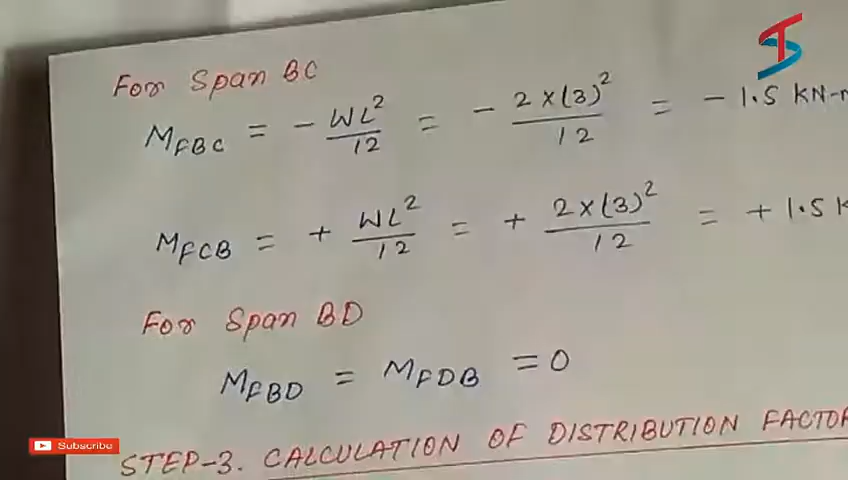 For Span BC
MFBC = - WL²/12 = - 2×(3)²/12 = - 1.5 KN-m
MFCB = + WL²/12 = + 2×(3)²/12 = + 1.5 K
For Span BD
MFBD = MFDB = 0
Subscribe
STEP-3. CALCULATION OF DISTRIBUTION FACTOR